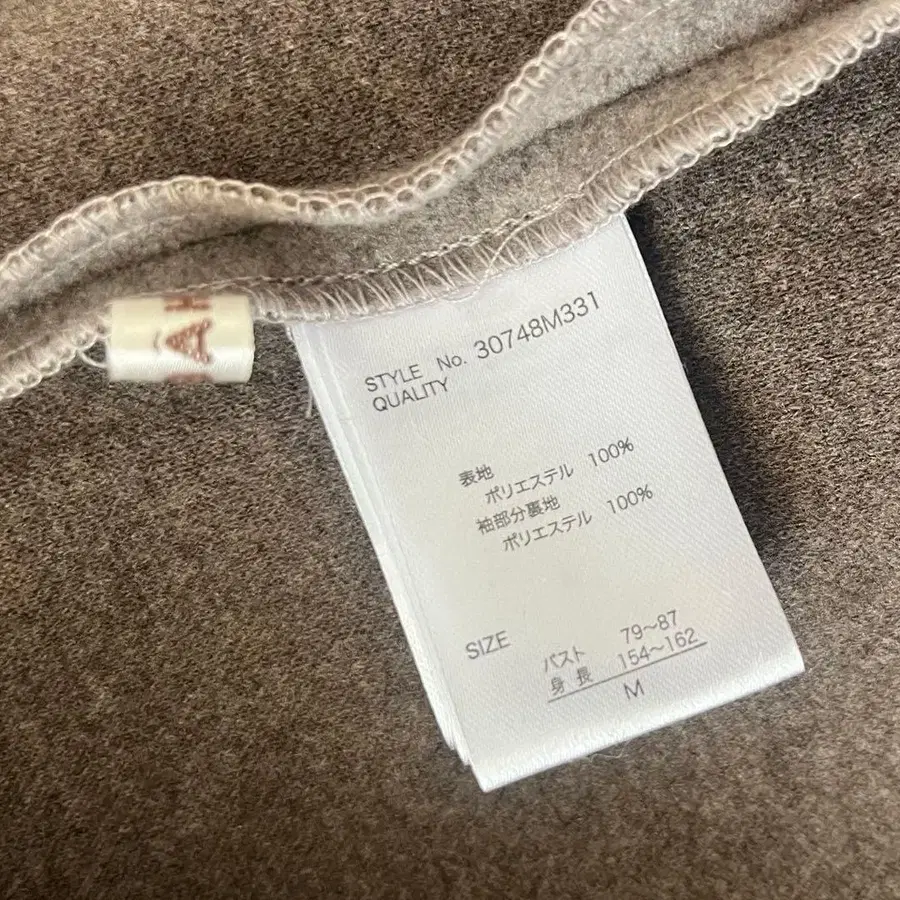 STYLE No. 30748M331
QUALITY
表地
ポリエステル 100%
袖部分裏地
ポリエステル 100%
SIZE
バスト 79〜87
身長 154〜162
M